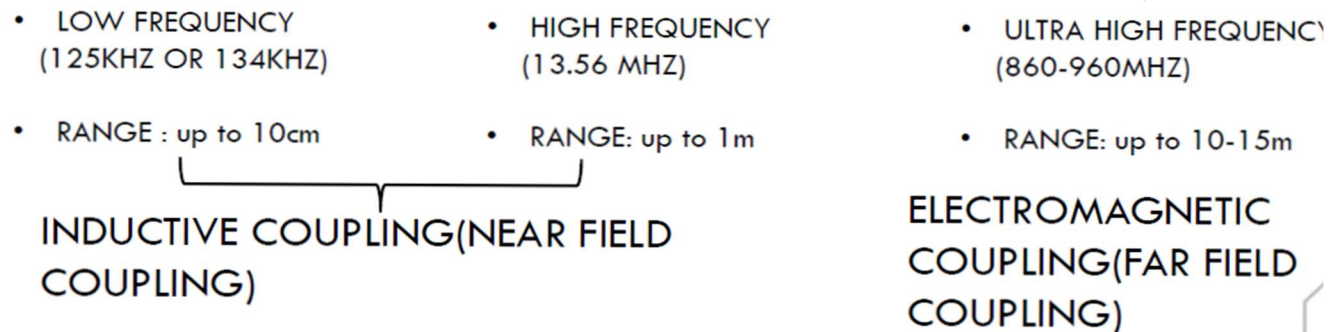 • LOW FREQUENCY
(125KHZ OR 134KHZ)
• RANGE : up to 10cm
• HIGH FREQUENCY
(13.56 MHZ)
• RANGE: up to 1m
INDUCTIVE COUPLING(NEAR FIELD
COUPLING)
• ULTRA HIGH FREQUENCY
(860-960MHZ)
• RANGE: up to 10-15m
ELECTROMAGNETIC
COUPLING(FAR FIELD
COUPLING)